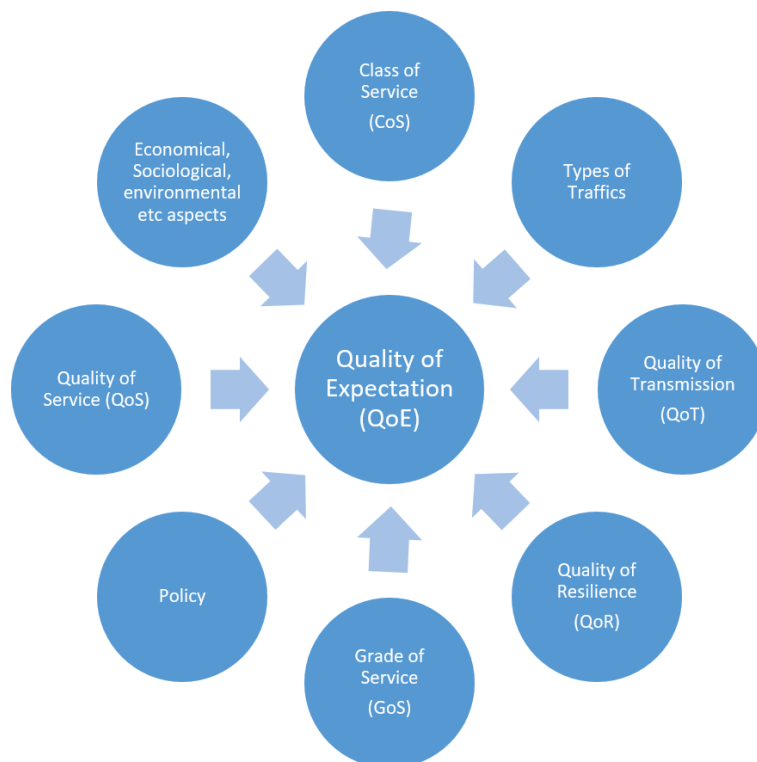 Class of
Service
(CoS)
Economical,
Sociological,
environmental
etc aspects
Types of
Traffics
Quality of
Service (QoS)
Quality of
Expectation
(QoE)
Quality of
Transmission
(QoT)
Policy
Quality of
Resilience
(QoR)
Grade of
Service
(GoS)